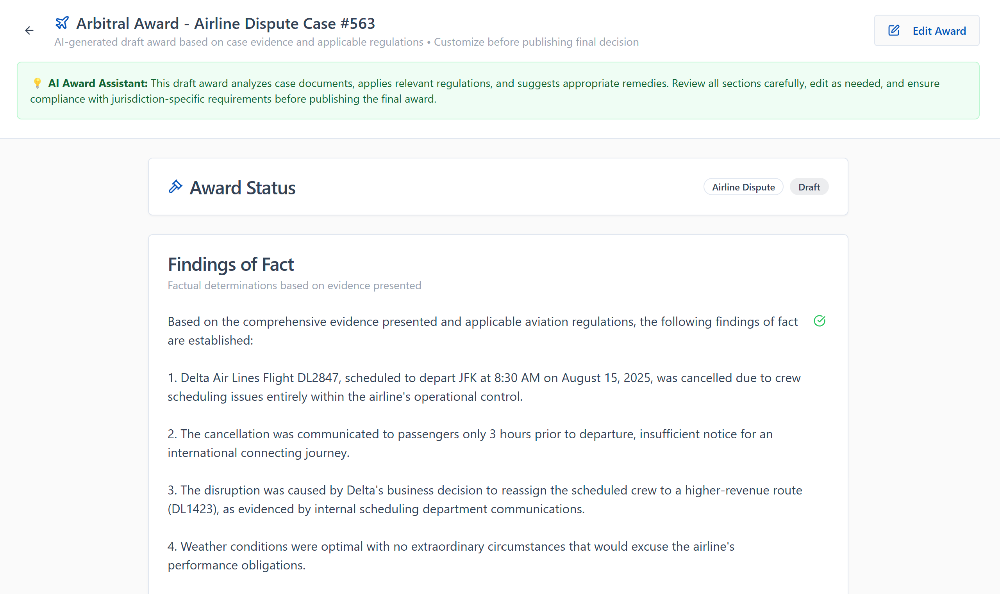 Arbitral Award - Airline Dispute Case #563
AI-generated draft award based on case evidence and applicable regulations • Customize before publishing final decision
Edit Award
💡 AI Award Assistant: This draft award analyzes case documents, applies relevant regulations, and suggests appropriate remedies. Review all sections carefully, edit as needed, and ensure
compliance with jurisdiction-specific requirements before publishing the final award.
Award Status
Airline Dispute
Draft
Findings of Fact
Factual determinations based on evidence presented
Based on the comprehensive evidence presented and applicable aviation regulations, the following findings of fact
are established:
1. Delta Air Lines Flight DL2847, scheduled to depart JFK at 8:30 AM on August 15, 2025, was cancelled due to crew
scheduling issues entirely within the airline's operational control.
2. The cancellation was communicated to passengers only 3 hours prior to departure, insufficient notice for an
international connecting journey.
3. The disruption was caused by Delta's business decision to reassign the scheduled crew to a higher-revenue route
(DL1423), as evidenced by internal scheduling department communications.
4. Weather conditions were optimal with no extraordinary circumstances that would excuse the airline's
performance obligations.